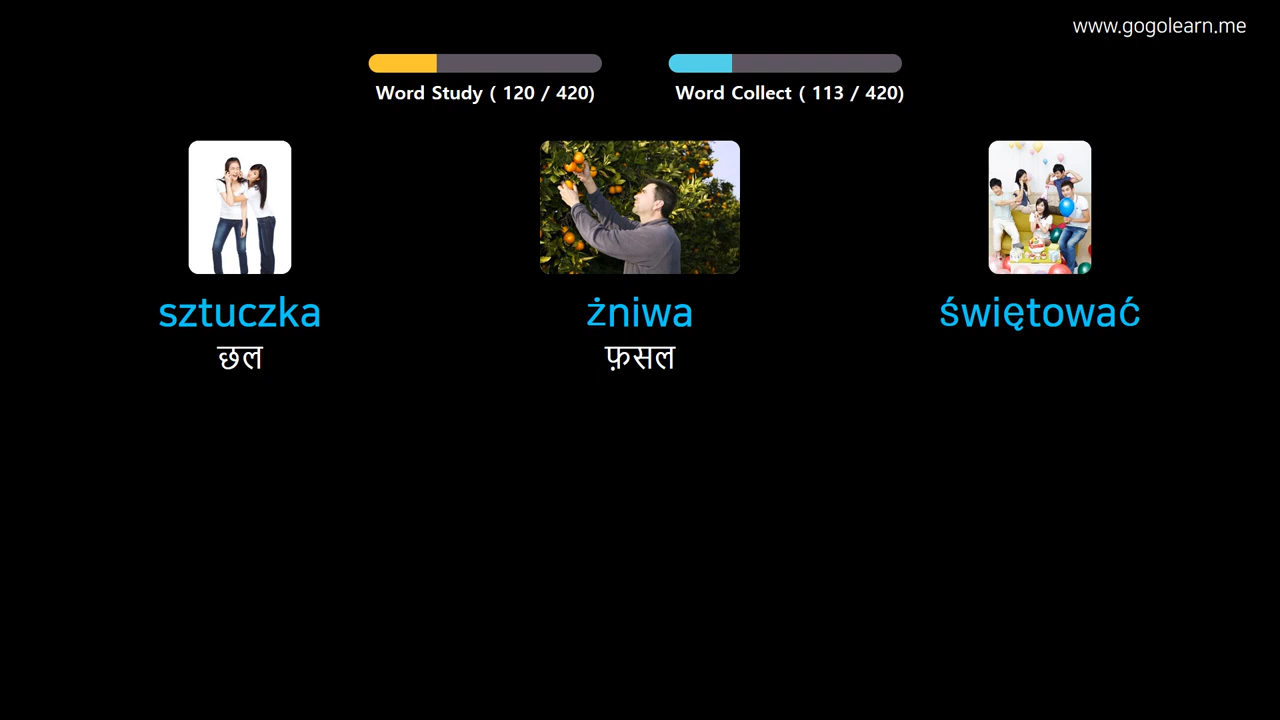 www.gogolearn.me
Word Study ( 120 / 420)
Word Collect ( 113 / 420)
sztuczka
żniwa
świętować
छल
फ़सल